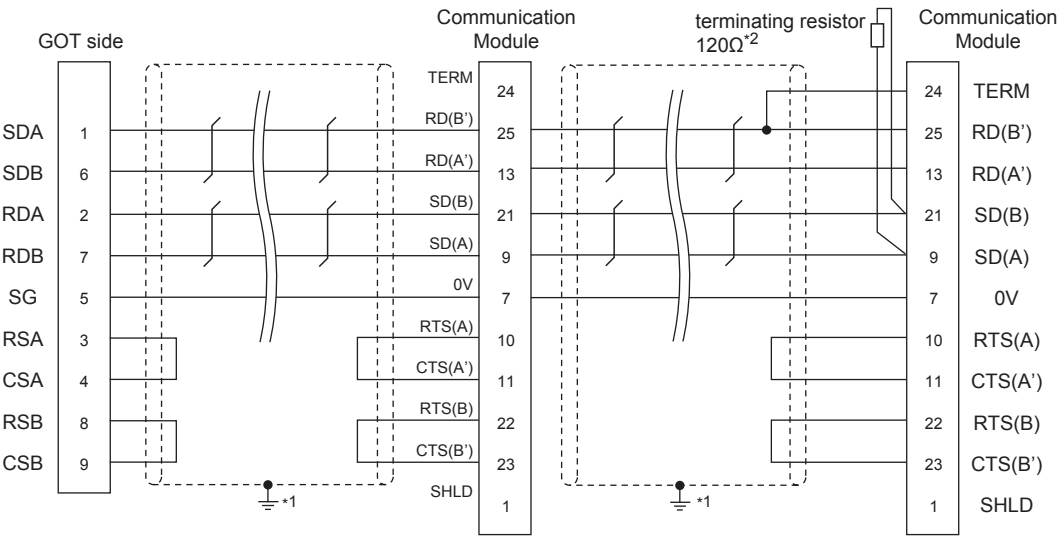 GOT side
Communication
Module
terminating resistor
120Ω*2
Communication
Module
TERM 24 24 TERM
SDA 1 RD(B') 25 25 RD(B')
SDB 6 RD(A') 13 13 RD(A')
RDA 2 SD(B) 21 21 SD(B)
RDB 7 SD(A) 9 9 SD(A)
SG 5 0V 7 7 0V
RSA 3 RTS(A) 10 10 RTS(A)
CSA 4 CTS(A') 11 11 CTS(A')
RSB 8 RTS(B) 22 22 RTS(B)
CSB 9 CTS(B') 23 23 CTS(B')
*1 SHLD 1 *1 1 SHLD